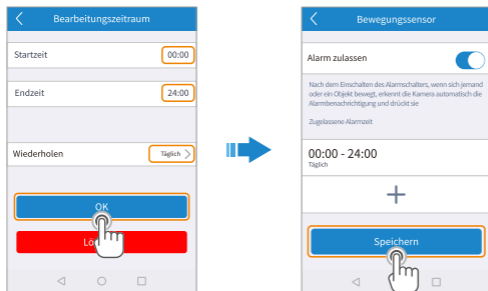 Bearbeitungszeitraum
Startzeit 00:00
Endzeit 24:00
Wiederholen Täglich
OK
Bewegungssensor
Alarm zulassen
Nach dem Einschalten des Alarmschalters, wenn sich jemand
oder ein Objekt bewegt, erkennt die Kamera automatisch die
Alarmbenachrichtigung und drückt sie
Zugelassene Alarmzeit
00:00 - 24:00
Täglich
Speichern